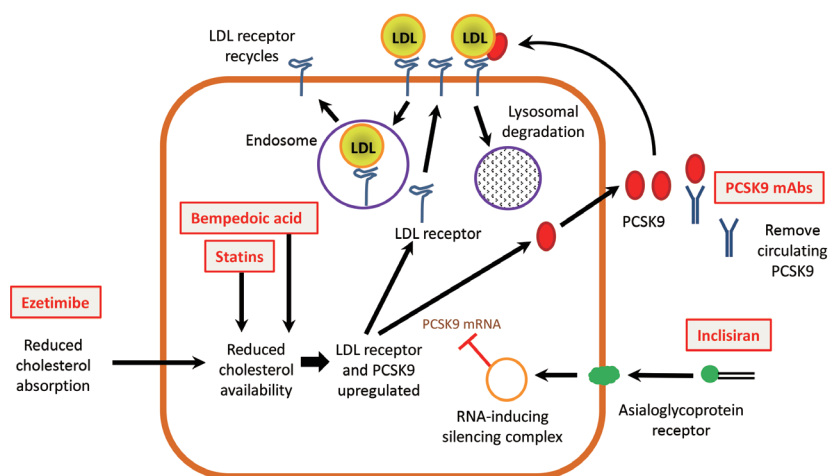 LDL receptor
recycles
LDL
LDL
Endosome
LDL
Lysosomal
degradation
LDL receptor
PCSK9
PCSK9 mAbs
Remove
circulating
PCSK9
Bempedoic acid
Statins
Ezetimibe
Reduced
cholesterol
absorption
Reduced
cholesterol
availability
LDL receptor
and PCSK9
upregulated
PCSK9 mRNA
RNA-inducing
silencing complex
Inclisiran
Asialoglycoprotein
receptor